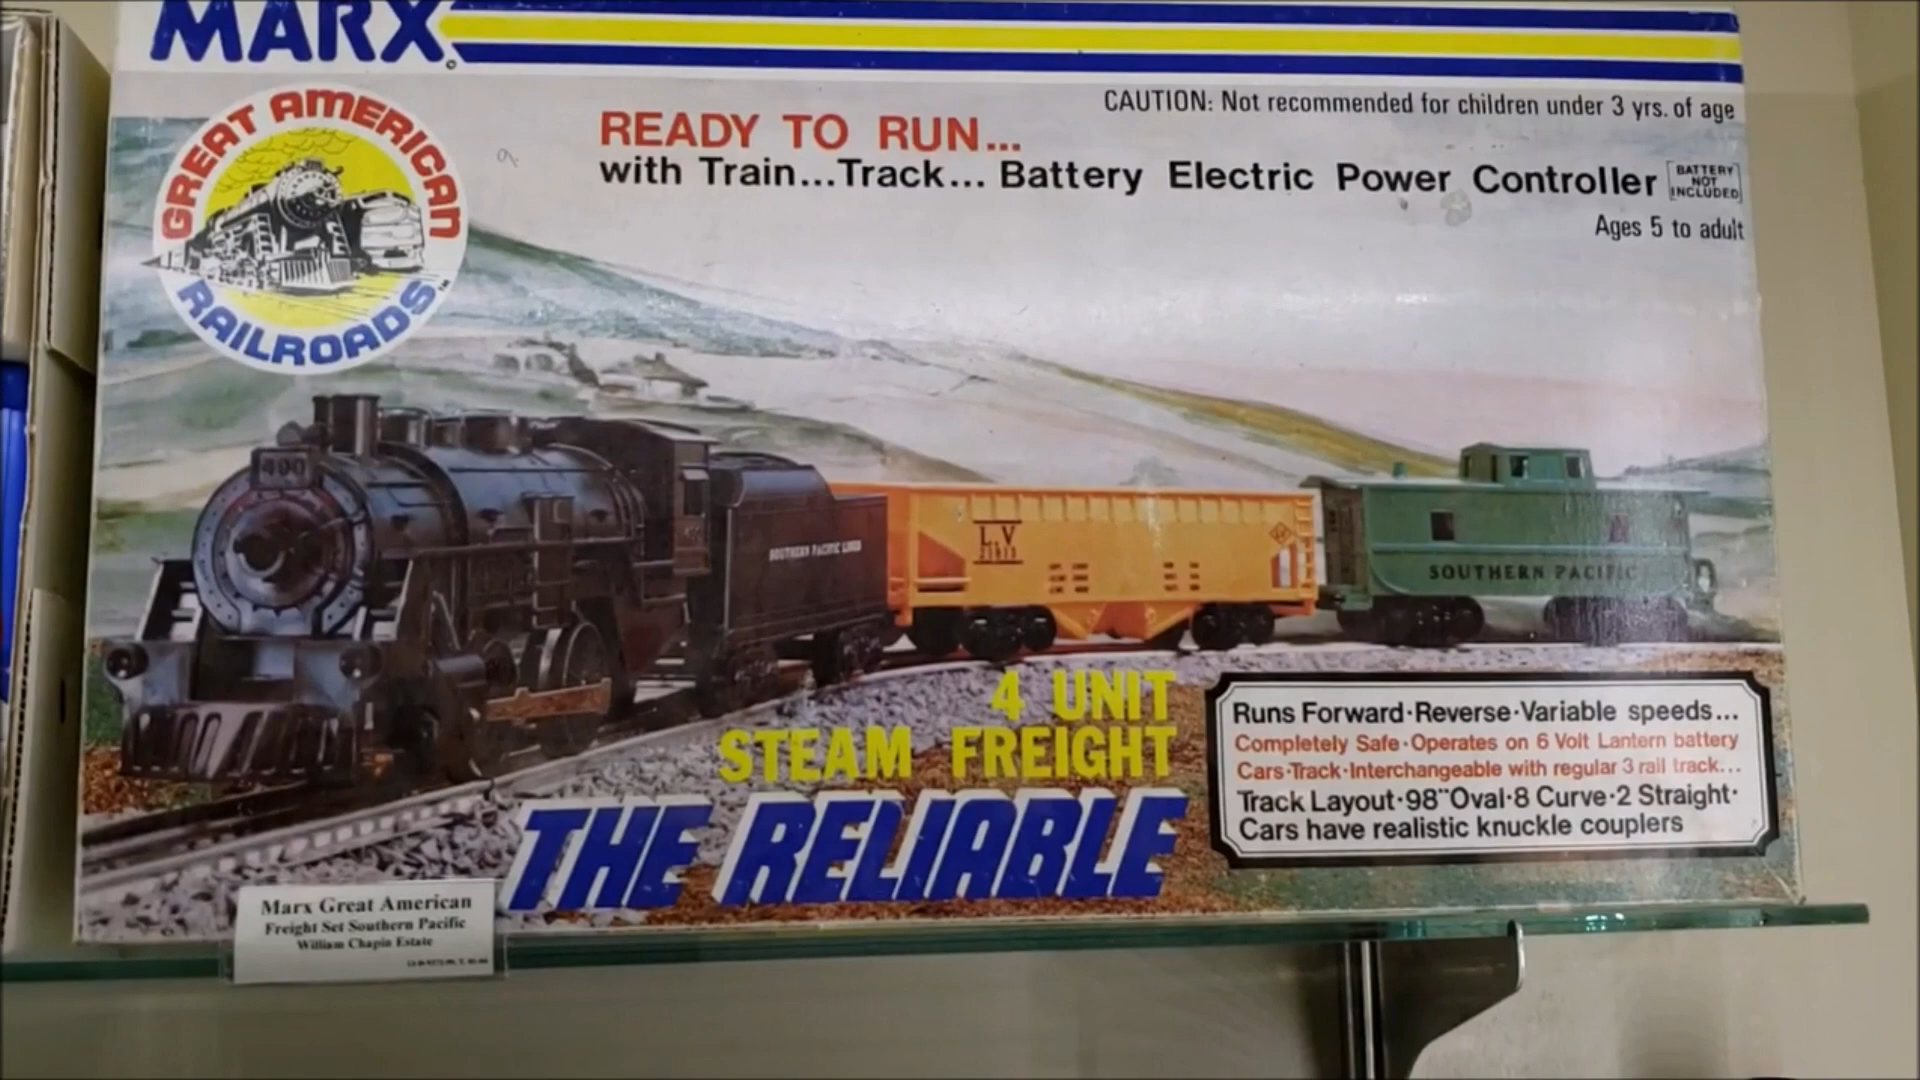 MARX
GREAT AMERICAN
RAILROADS
CAUTION: Not recommended for children under 3 yrs. of age
READY TO RUN...
with Train...Track... Battery Electric Power Controller
BATTERY
NOT
INCLUDED
Ages 5 to adult
400
SOUTHERN PACIFIC LINES
L V
SOUTHERN PACIFIC
4 UNIT
STEAM FREIGHT
THE RELIABLE
Runs Forward·Reverse·Variable speeds...
Completely Safe·Operates on 6 Volt Lantern battery
Cars·Track·Interchangeable with regular 3 rail track...
Track Layout·98"Oval·8 Curve·2 Straight·
Cars have realistic knuckle couplers
Marx Great American
Freight Set Southern Pacific
William Chapin Estate